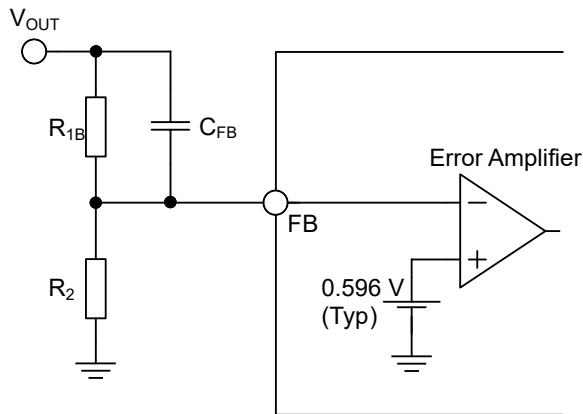 VOUT
R1B
CFB
Error Amplifier
FB
−
+
R2
0.596 V
(Typ)